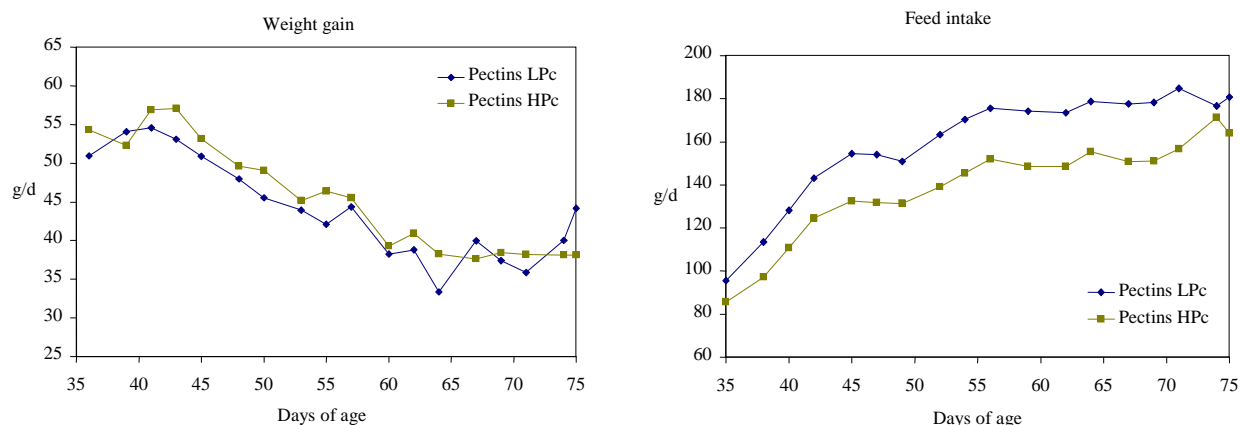 Weight gain
65
60
55
50
45
40
35
30
25
g/d
Pectins LPc
Pectins HPc
35 40 45 50 55 60 65 70 75
Days of age
Feed intake
200
180
160
140
120
100
80
60
g/d
Pectins LPc
Pectins HPc
35 40 45 50 55 60 65 70 75
Days of age